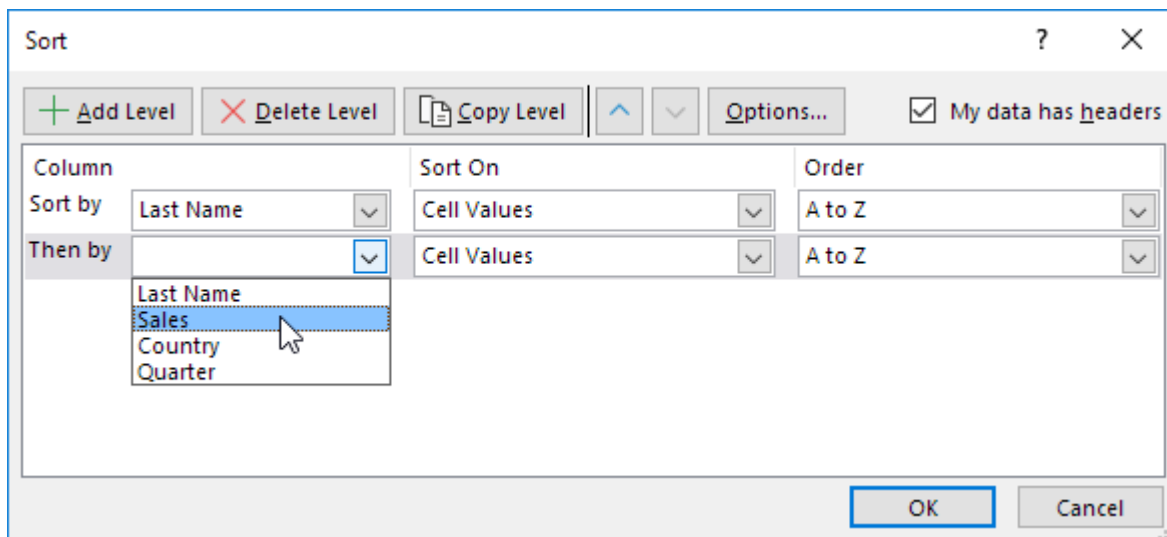 Sort ?
Add Level Delete Level Copy Level Options... My data has headers
Column Sort On Order
Sort by Last Name Cell Values A to Z
Then by Cell Values A to Z
Last Name
Sales
Country
Quarter
OK Cancel